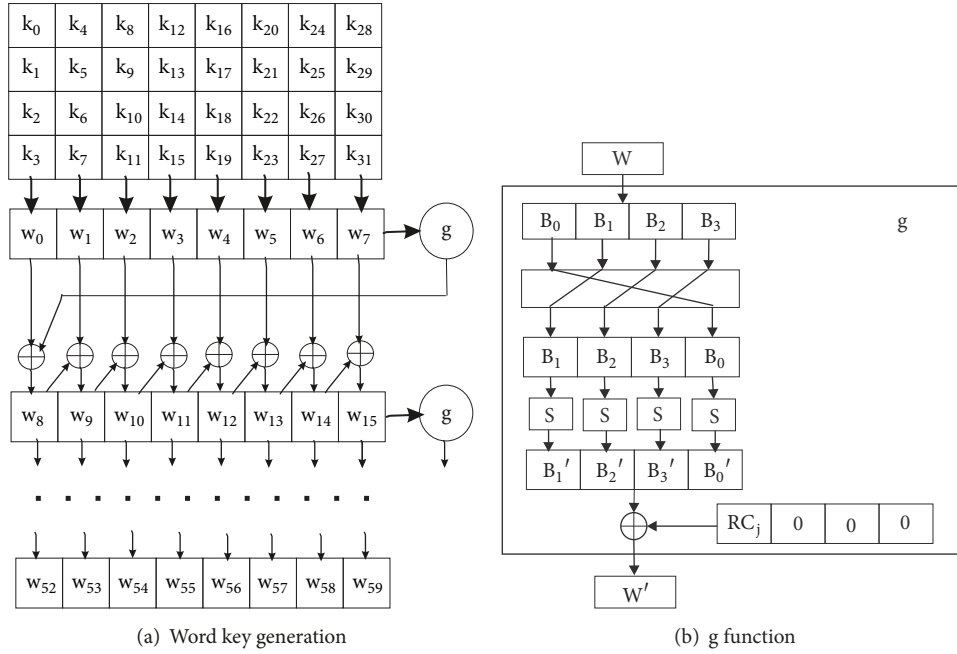 k0 k4 k8 k12 k16 k20 k24 k28
k1 k5 k9 k13 k17 k21 k25 k29
k2 k6 k10 k14 k18 k22 k26 k30
k3 k7 k11 k15 k19 k23 k27 k31
w0 w1 w2 w3 w4 w5 w6 w7 g
w8 w9 w10 w11 w12 w13 w14 w15 g
w52 w53 w54 w55 w56 w57 w58 w59
(a) Word key generation
W
g
B0 B1 B2 B3
B1 B2 B3 B0
S S S S
B1′ B2′ B3′ B0′
RCj 0 0 0
W′
(b) g function